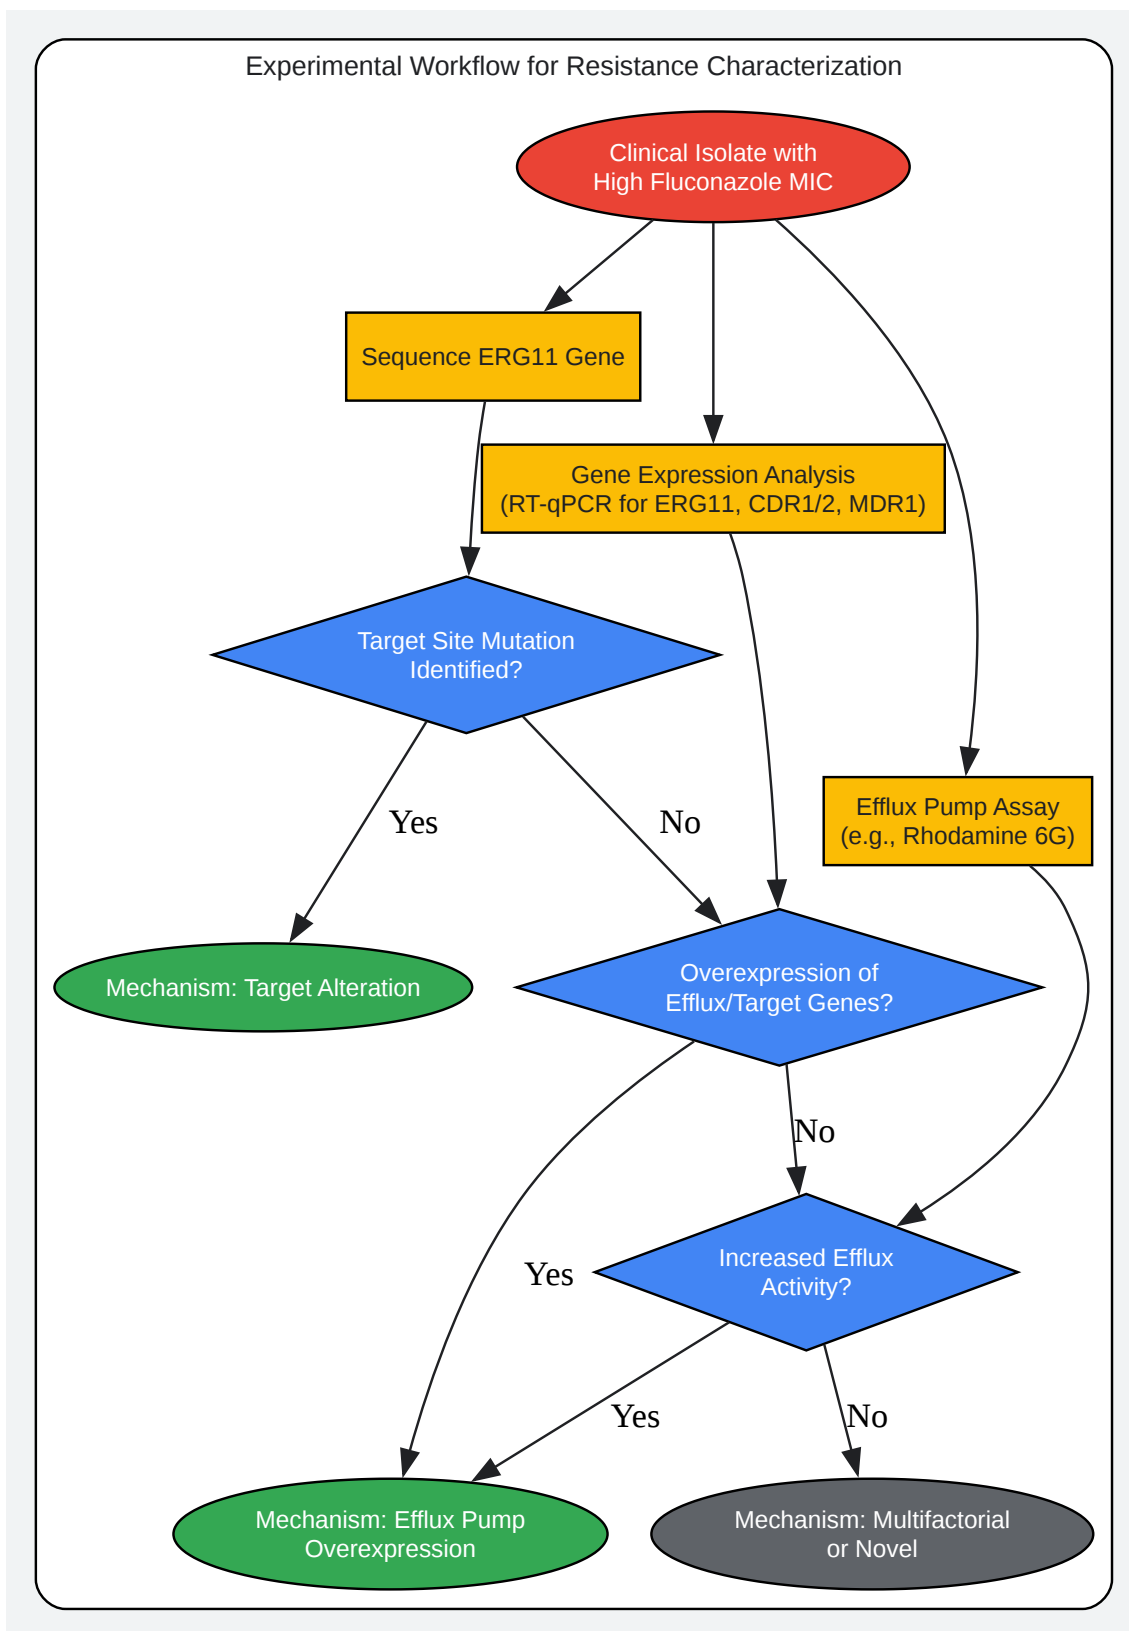 Experimental Workflow for Resistance Characterization
Clinical Isolate with
High Fluconazole MIC
Sequence ERG11 Gene
Gene Expression Analysis
(RT-qPCR for ERG11, CDR1/2, MDR1)
Target Site Mutation
Identified?
Yes
No
Efflux Pump Assay
(e.g., Rhodamine 6G)
Mechanism: Target Alteration
Overexpression of
Efflux/Target Genes?
No
Yes
Increased Efflux
Activity?
Yes
No
Mechanism: Efflux Pump
Overexpression
Mechanism: Multifactorial
or Novel